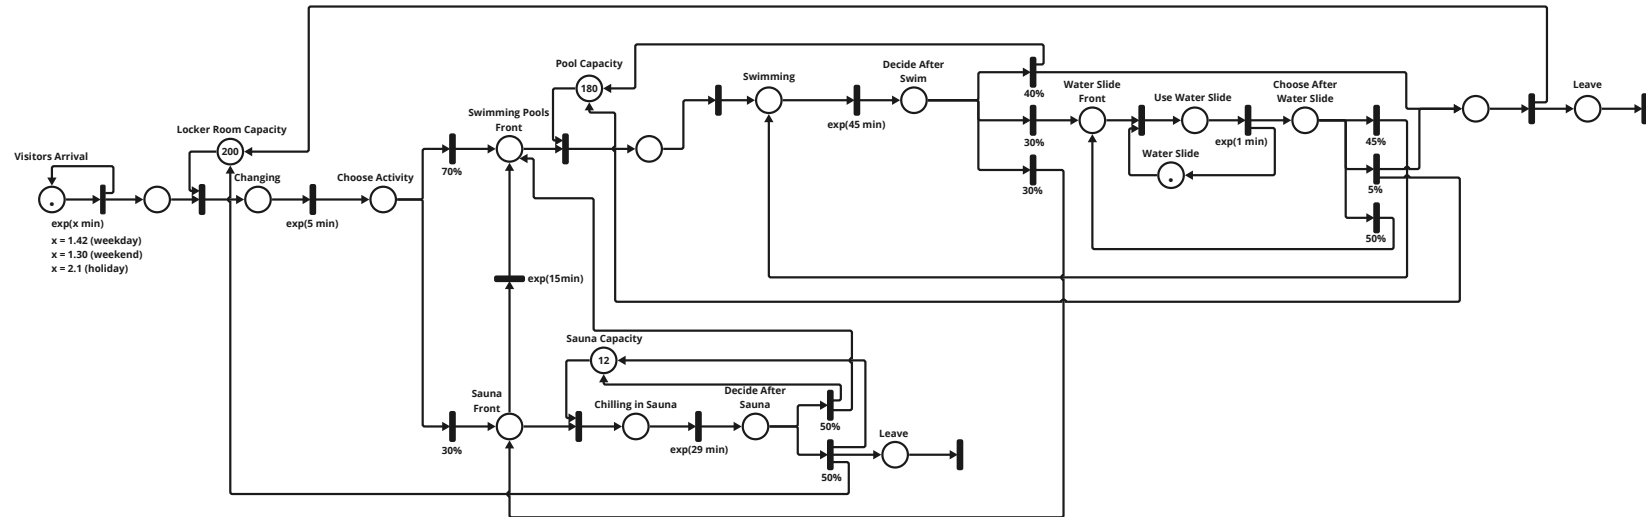 Visitors Arrival
exp(x min)
x = 1.42 (weekday)
x = 1.30 (weekend)
x = 2.1 (holiday)
Locker Room Capacity
200
Changing
exp(5 min)
Choose Activity
70%
30%
Swimming Pools
Front
Pool Capacity
180
exp(15min)
Sauna
Front
Sauna Capacity
12
Chilling in Sauna
exp(29 min)
Decide After
Sauna
50%
50%
Leave
Swimming
exp(45 min)
Decide After
Swim
40%
30%
30%
Water Slide
Front
Use Water Slide
Water Slide
exp(1 min)
Choose After
Water Slide
45%
5%
50%
Leave